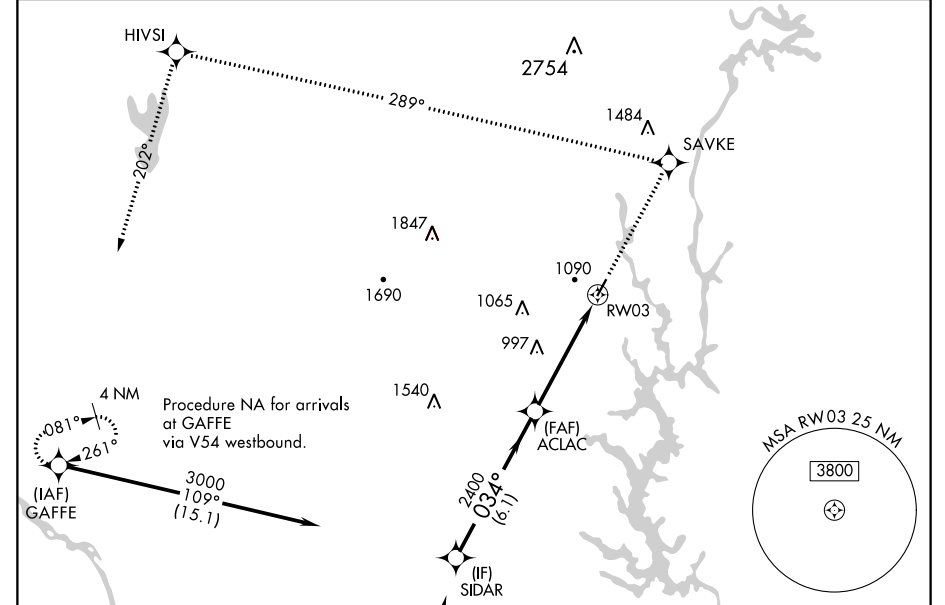 HIVSI
2754
289°
1484
SAVKE
202°
1847
1090
1690
1065
RW03
997
1540
4 NM
Procedure NA for arrivals
at GAFFE
via V54 westbound.
081°
261°
(FAF)
ACLAC
MSA RW03 25 NM
3800
(IAF)
GAFFE
3000
109°
(15.1)
2400
034°
(6.1)
(IF)
SIDAR